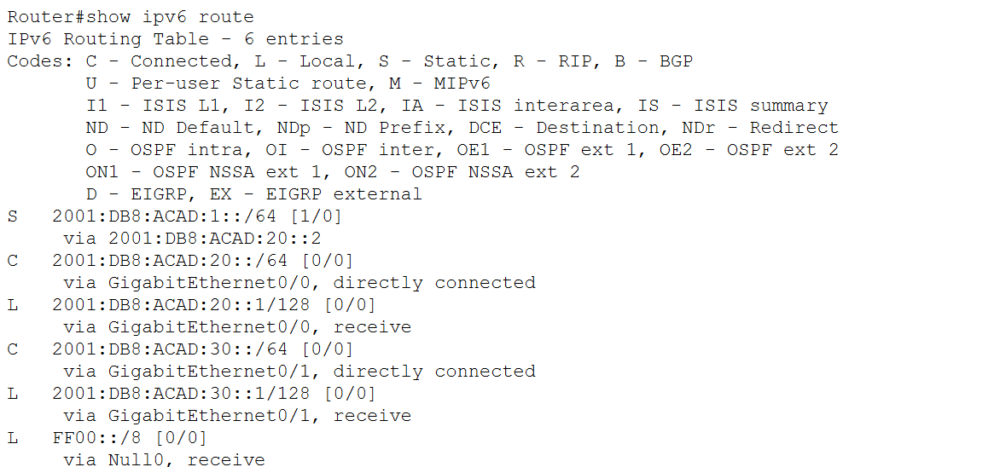 Router#show ipv6 route
IPv6 Routing Table - 6 entries
Codes: C - Connected, L - Local, S - Static, R - RIP, B - BGP
       U - Per-user Static route, M - MIPv6
       I1 - ISIS L1, I2 - ISIS L2, IA - ISIS interarea, IS - ISIS summary
       ND - ND Default, NDp - ND Prefix, DCE - Destination, NDr - Redirect
       O - OSPF intra, OI - OSPF inter, OE1 - OSPF ext 1, OE2 - OSPF ext 2
       ON1 - OSPF NSSA ext 1, ON2 - OSPF NSSA ext 2
       D - EIGRP, EX - EIGRP external
S   2001:DB8:ACAD:1::/64 [1/0]
     via 2001:DB8:ACAD:20::2
C   2001:DB8:ACAD:20::/64 [0/0]
     via GigabitEthernet0/0, directly connected
L   2001:DB8:ACAD:20::1/128 [0/0]
     via GigabitEthernet0/0, receive
C   2001:DB8:ACAD:30::/64 [0/0]
     via GigabitEthernet0/1, directly connected
L   2001:DB8:ACAD:30::1/128 [0/0]
     via GigabitEthernet0/1, receive
L   FF00::/8 [0/0]
     via Null0, receive